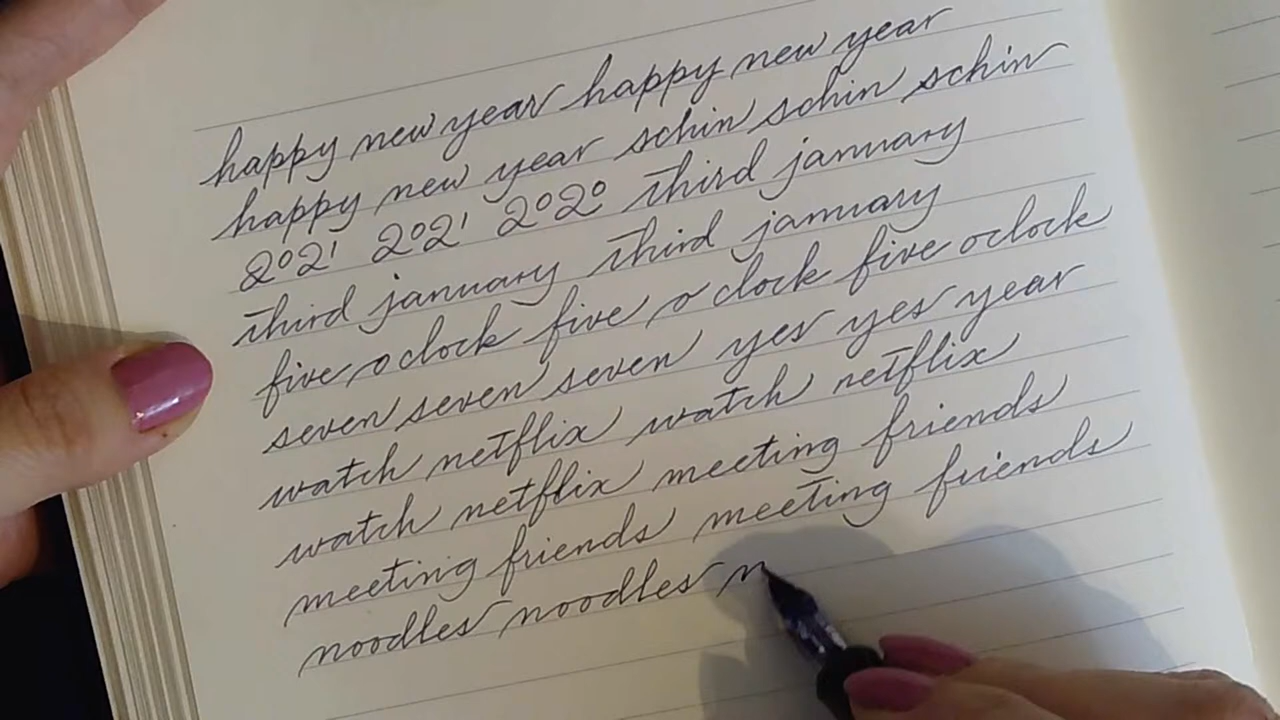 happy new year happy new year
happy new year schin schin schin
2021 2021 2020 third january
third january third january
five o clock five o clock five oclock
seven seven seven yes yes year
watch netflix watch netflix
watch netflix meeting friends
meeting friends meeting friends
noodles noodles n